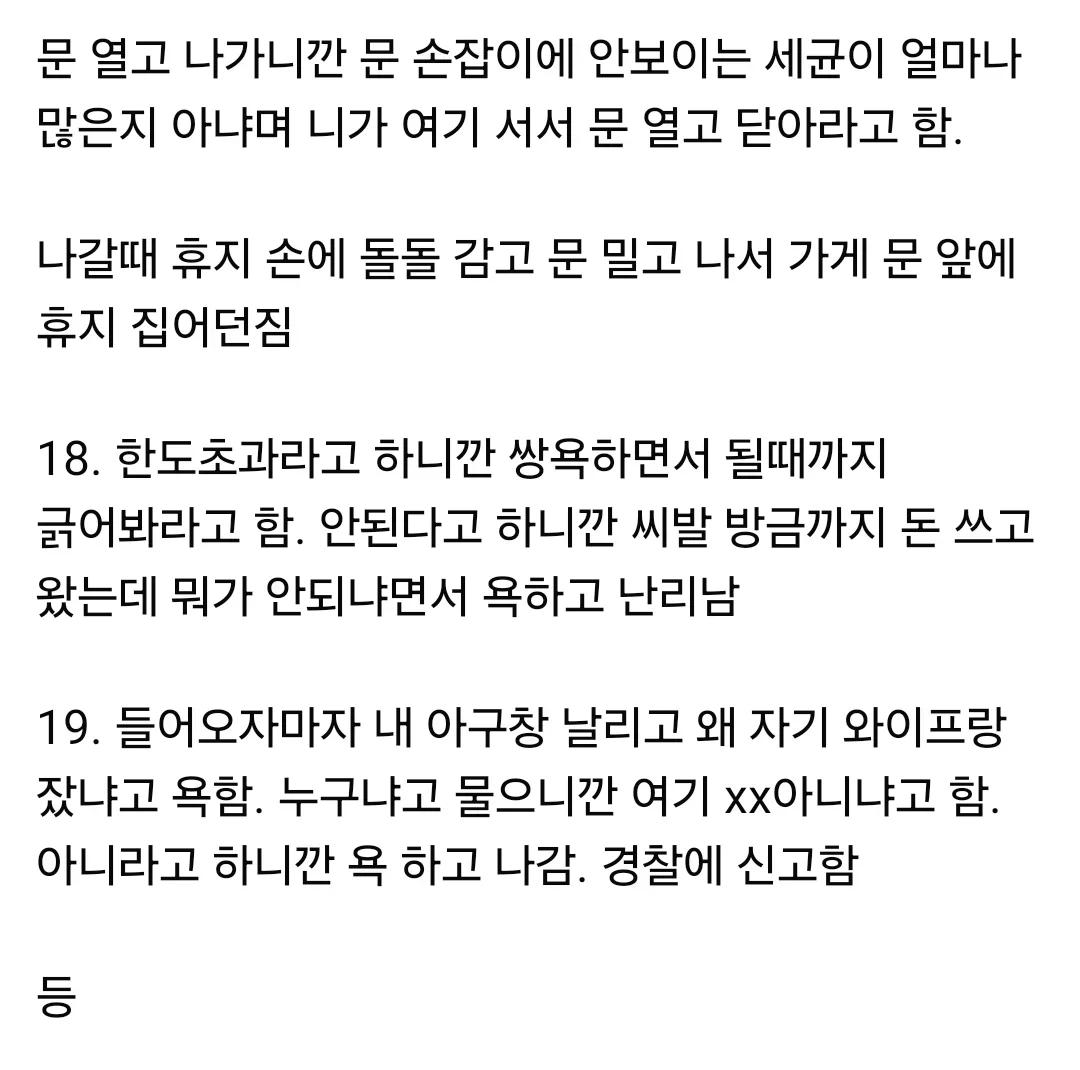 문 열고 나가니깐 문 손잡이에 안보이는 세균이 얼마나
많은지 아냐며 니가 여기 서서 문 열고 닫아라고 함.
나갈때 휴지 손에 돌돌 감고 문 밀고 나서 가게 문 앞에
휴지 집어던짐
18. 한도초과라고 하니깐 쌍욕하면서 될때까지
긁어봐라고 함. 안된다고 하니깐 씨발 방금까지 돈 쓰고
왔는데 뭐가 안되냐면서 욕하고 난리남
19. 들어오자마자 내 아구창 날리고 왜 자기 와이프랑
잤냐고 욕함. 누구냐고 물으니깐 여기 xx아니냐고 함.
아니라고 하니깐 욕 하고 나감. 경찰에 신고함
등